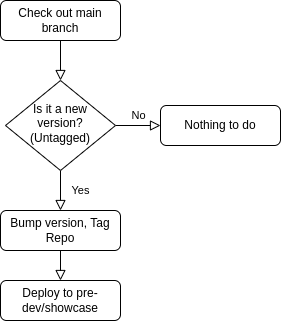 Check out main
branch
Is it a new
version?
(Untagged)
No
Nothing to do
Yes
Bump version, Tag
Repo
Deploy to pre-
dev/showcase